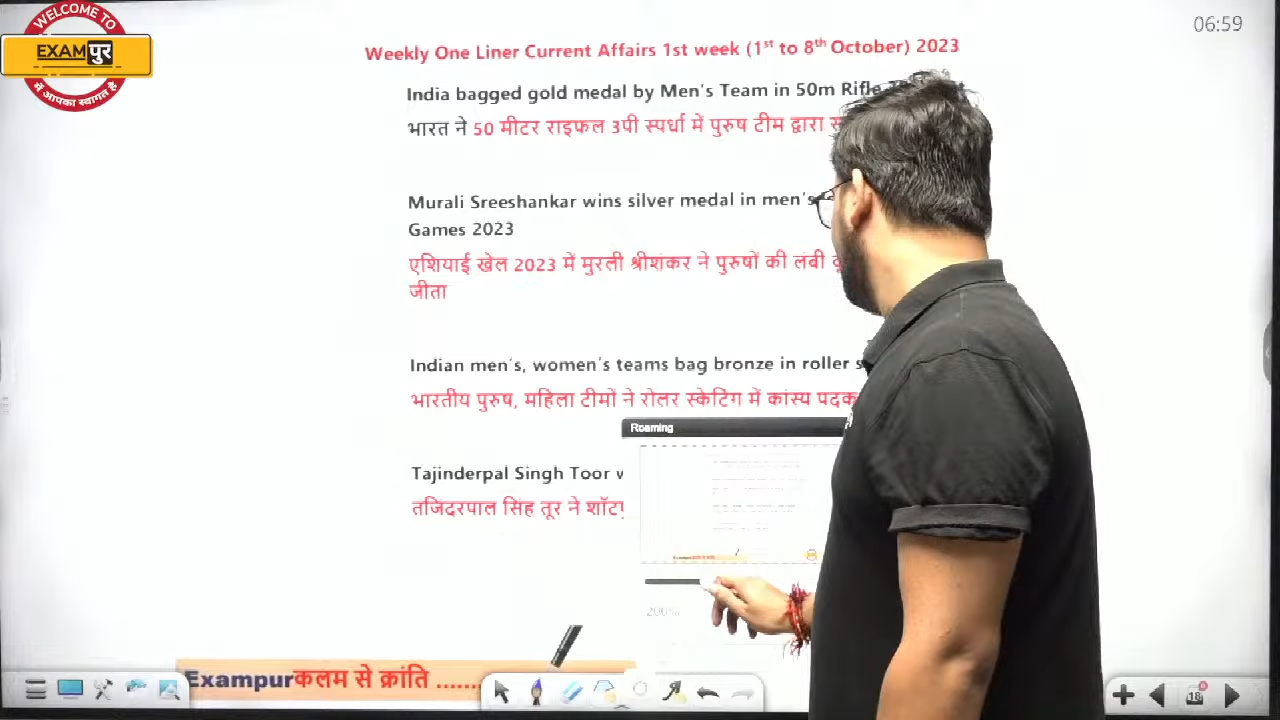 WELCOME TO
EXAMपुर
में आपका स्वागत है
06:59
Weekly One Liner Current Affairs 1st week (1st to 8th October) 2023
India bagged gold medal by Men's Team in 50m Rifle
भारत ने 50 मीटर राइफल 3पी स्पर्धा में पुरुष टीम द्वारा
Murali Sreeshankar wins silver medal in men's
Games 2023
एशियाई खेल 2023 में मुरली श्रीशंकर ने पुरुषों की लंबी
जीता
Indian men's, women's teams bag bronze in roller
भारतीय पुरुष, महिला टीमों ने रोलर स्केटिंग में कांस्य पदक
Roaming
Tajinderpal Singh Toor
तजिंदरपाल सिंह तूर ने
200%
Exampurकलम से क्रांति .......
18